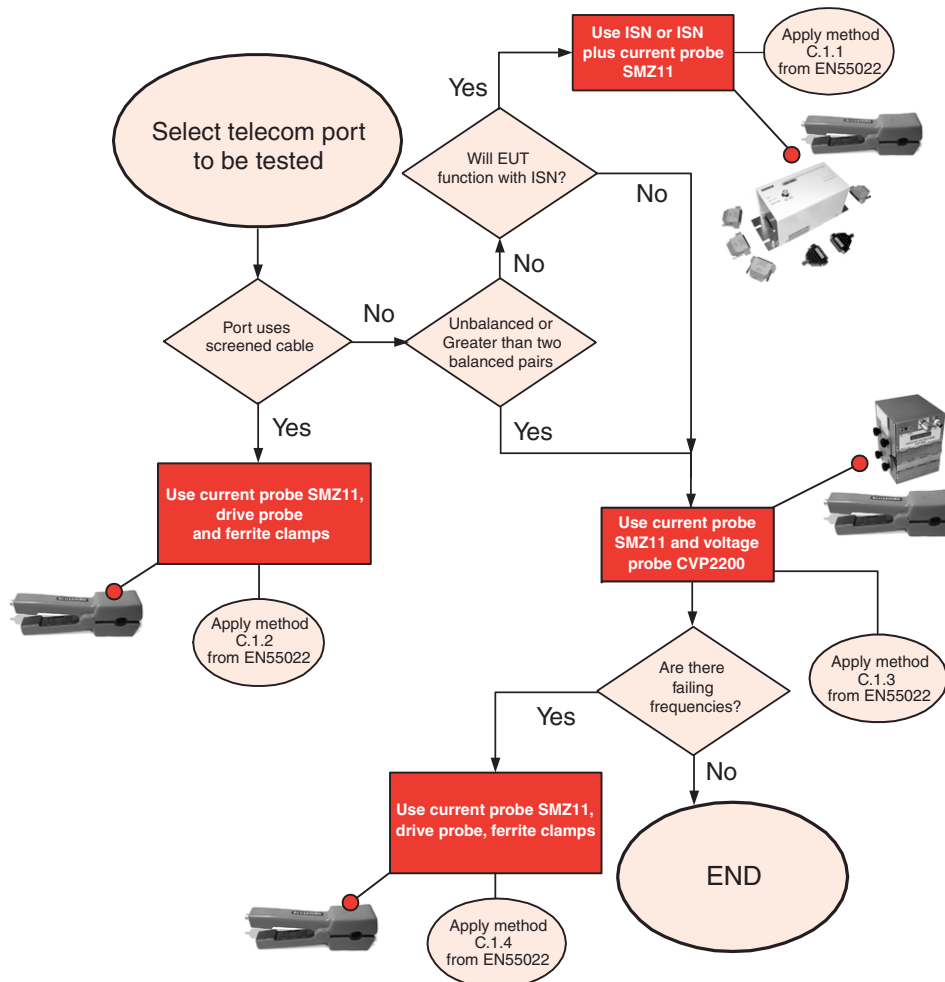 Use ISN or ISN
plus current probe
SMZ11
Apply method
C.1.1
from EN55022
Yes
Select telecom port
to be tested
Will EUT
function with ISN?
No
No
Port uses
screened cable
No
Unbalanced or
Greater than two
balanced pairs
Yes
Yes
Use current probe SMZ11,
drive probe
and ferrite clamps
Use current probe
SMZ11 and voltage
probe CVP2200
Apply method
C.1.2
from EN55022
Apply method
C.1.3
from EN55022
Are there
failing
frequencies?
Yes
No
Use current probe SMZ11,
drive probe, ferrite clamps
END
Apply method
C.1.4
from EN55022